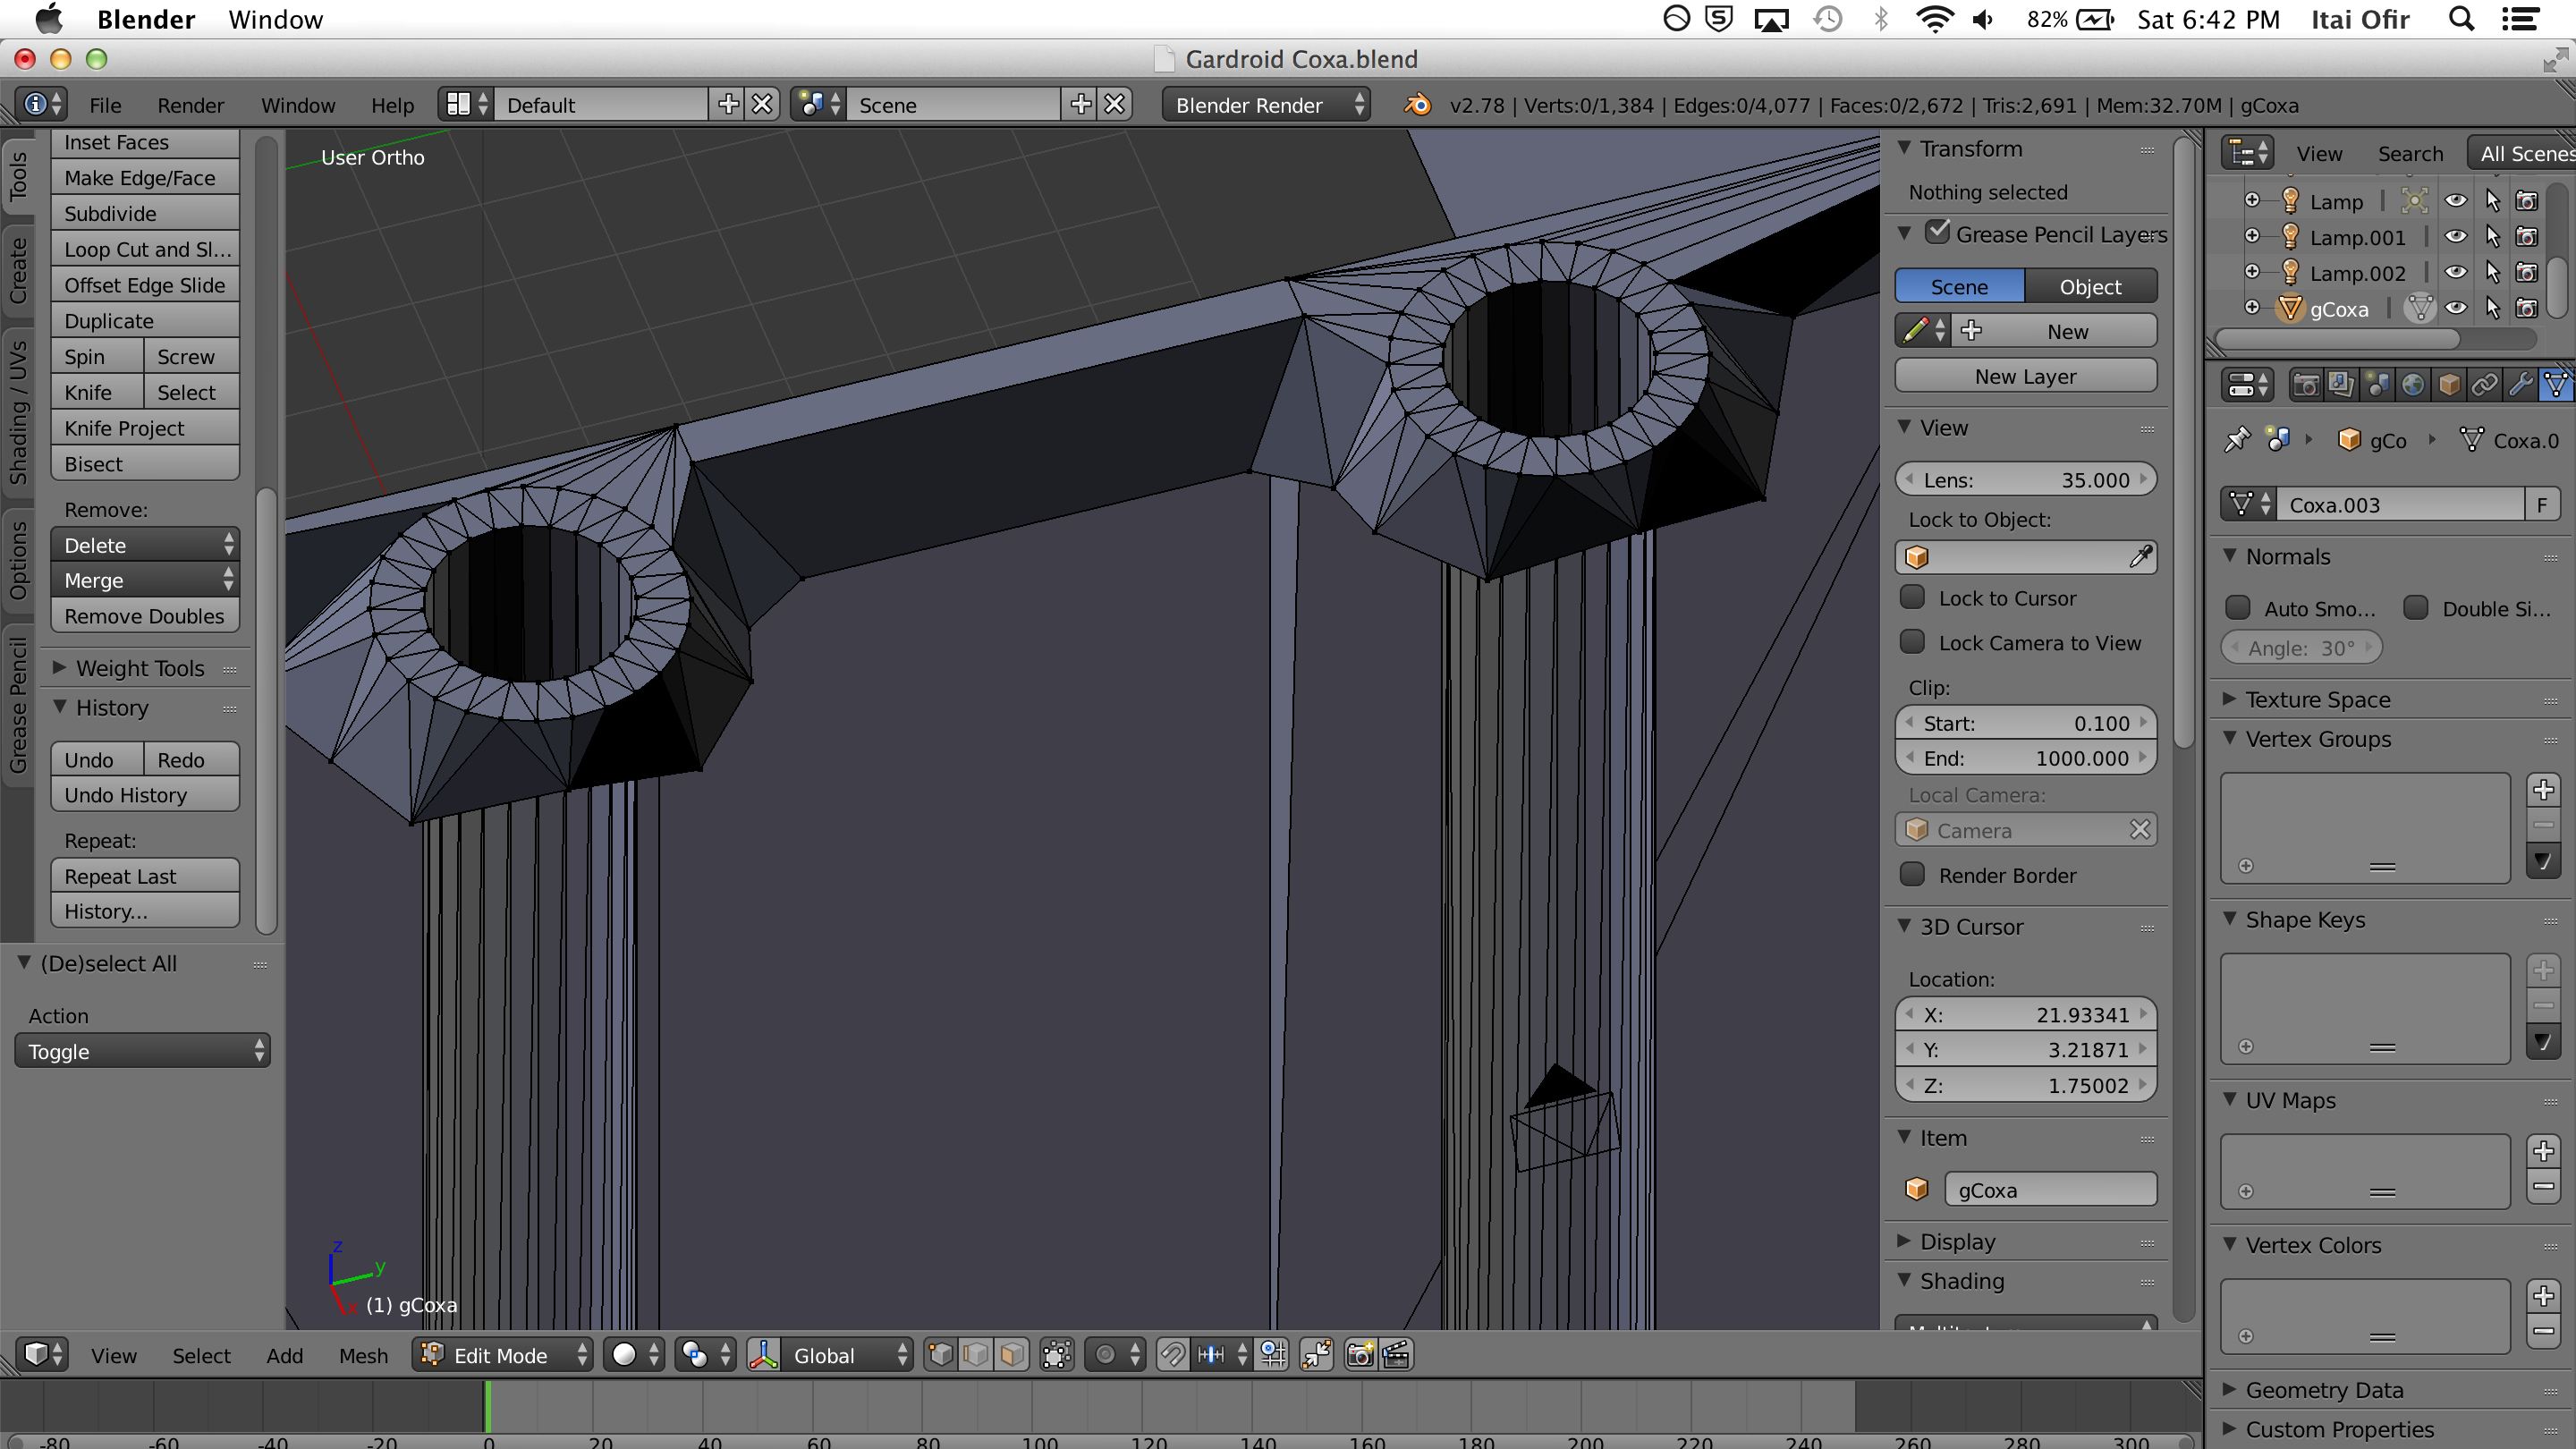 Blender Window 82% Sat 6:42 PM Itai Ofir
Gardroid Coxa.blend
File Render Window Help Default Scene Blender Render v2.78 | Verts:0/1,384 | Edges:0/4,077 | Faces:0/2,672 | Tris:2,691 | Mem:32.70M | gCoxa
Tools
Create
Shading / UVs
Options
Grease Pencil
Inset Faces
Make Edge/Face
Subdivide
Loop Cut and Sl...
Offset Edge Slide
Duplicate
Spin Screw
Knife Select
Knife Project
Bisect
Remove:
Delete
Merge
Remove Doubles
Weight Tools
History
Undo Redo
Undo History
Repeat:
Repeat Last
History...
(De)select All
Action
Toggle
User Ortho
z
y
x
(1) gCoxa
Transform
Nothing selected
Grease Pencil Layers
Scene Object
New
New Layer
View
Lens: 35.000
Lock to Object:
Lock to Cursor
Lock Camera to View
Clip:
Start: 0.100
End: 1000.000
Local Camera:
Camera
Render Border
3D Cursor
Location:
X: 21.93341
Y: 3.21871
Z: 1.75002
Item
gCoxa
Display
Shading
View Search All Scenes
Lamp
Lamp.001
Lamp.002
gCoxa
gCo Coxa.0
Coxa.003 F
Normals
Auto Smo... Double Si...
Angle: 30°
Texture Space
Vertex Groups
Shape Keys
UV Maps
Vertex Colors
Geometry Data
Custom Properties
View Select Add Mesh Edit Mode Global
-80 -60 -40 -20 0 20 40 60 80 100 120 140 160 180 200 220 240 260 280 300